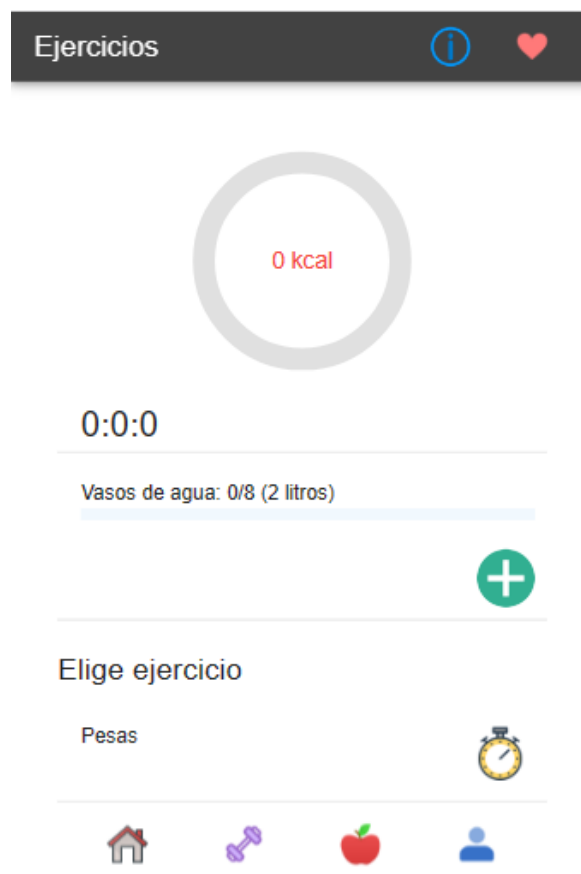 Ejercicios
0 kcal
0:0:0
Vasos de agua: 0/8 (2 litros)
Elige ejercicio
Pesas